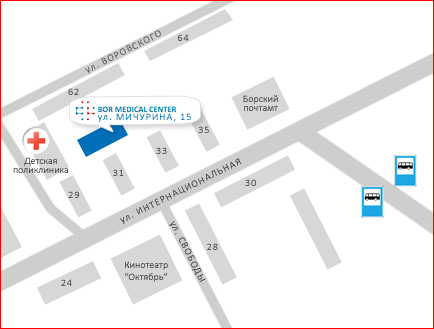 ул. ВОРОВСКОГО
64
62
BOR MEDICAL CENTER
ул. МИЧУРИНА, 15
Борский
почтамт
35
33
31
29
Детская
поликлиника
ул. ИНТЕРНАЦИОНАЛЬНАЯ
30
ул. СВОБОДЫ
28
Кинотеатр
"Октябрь"
24